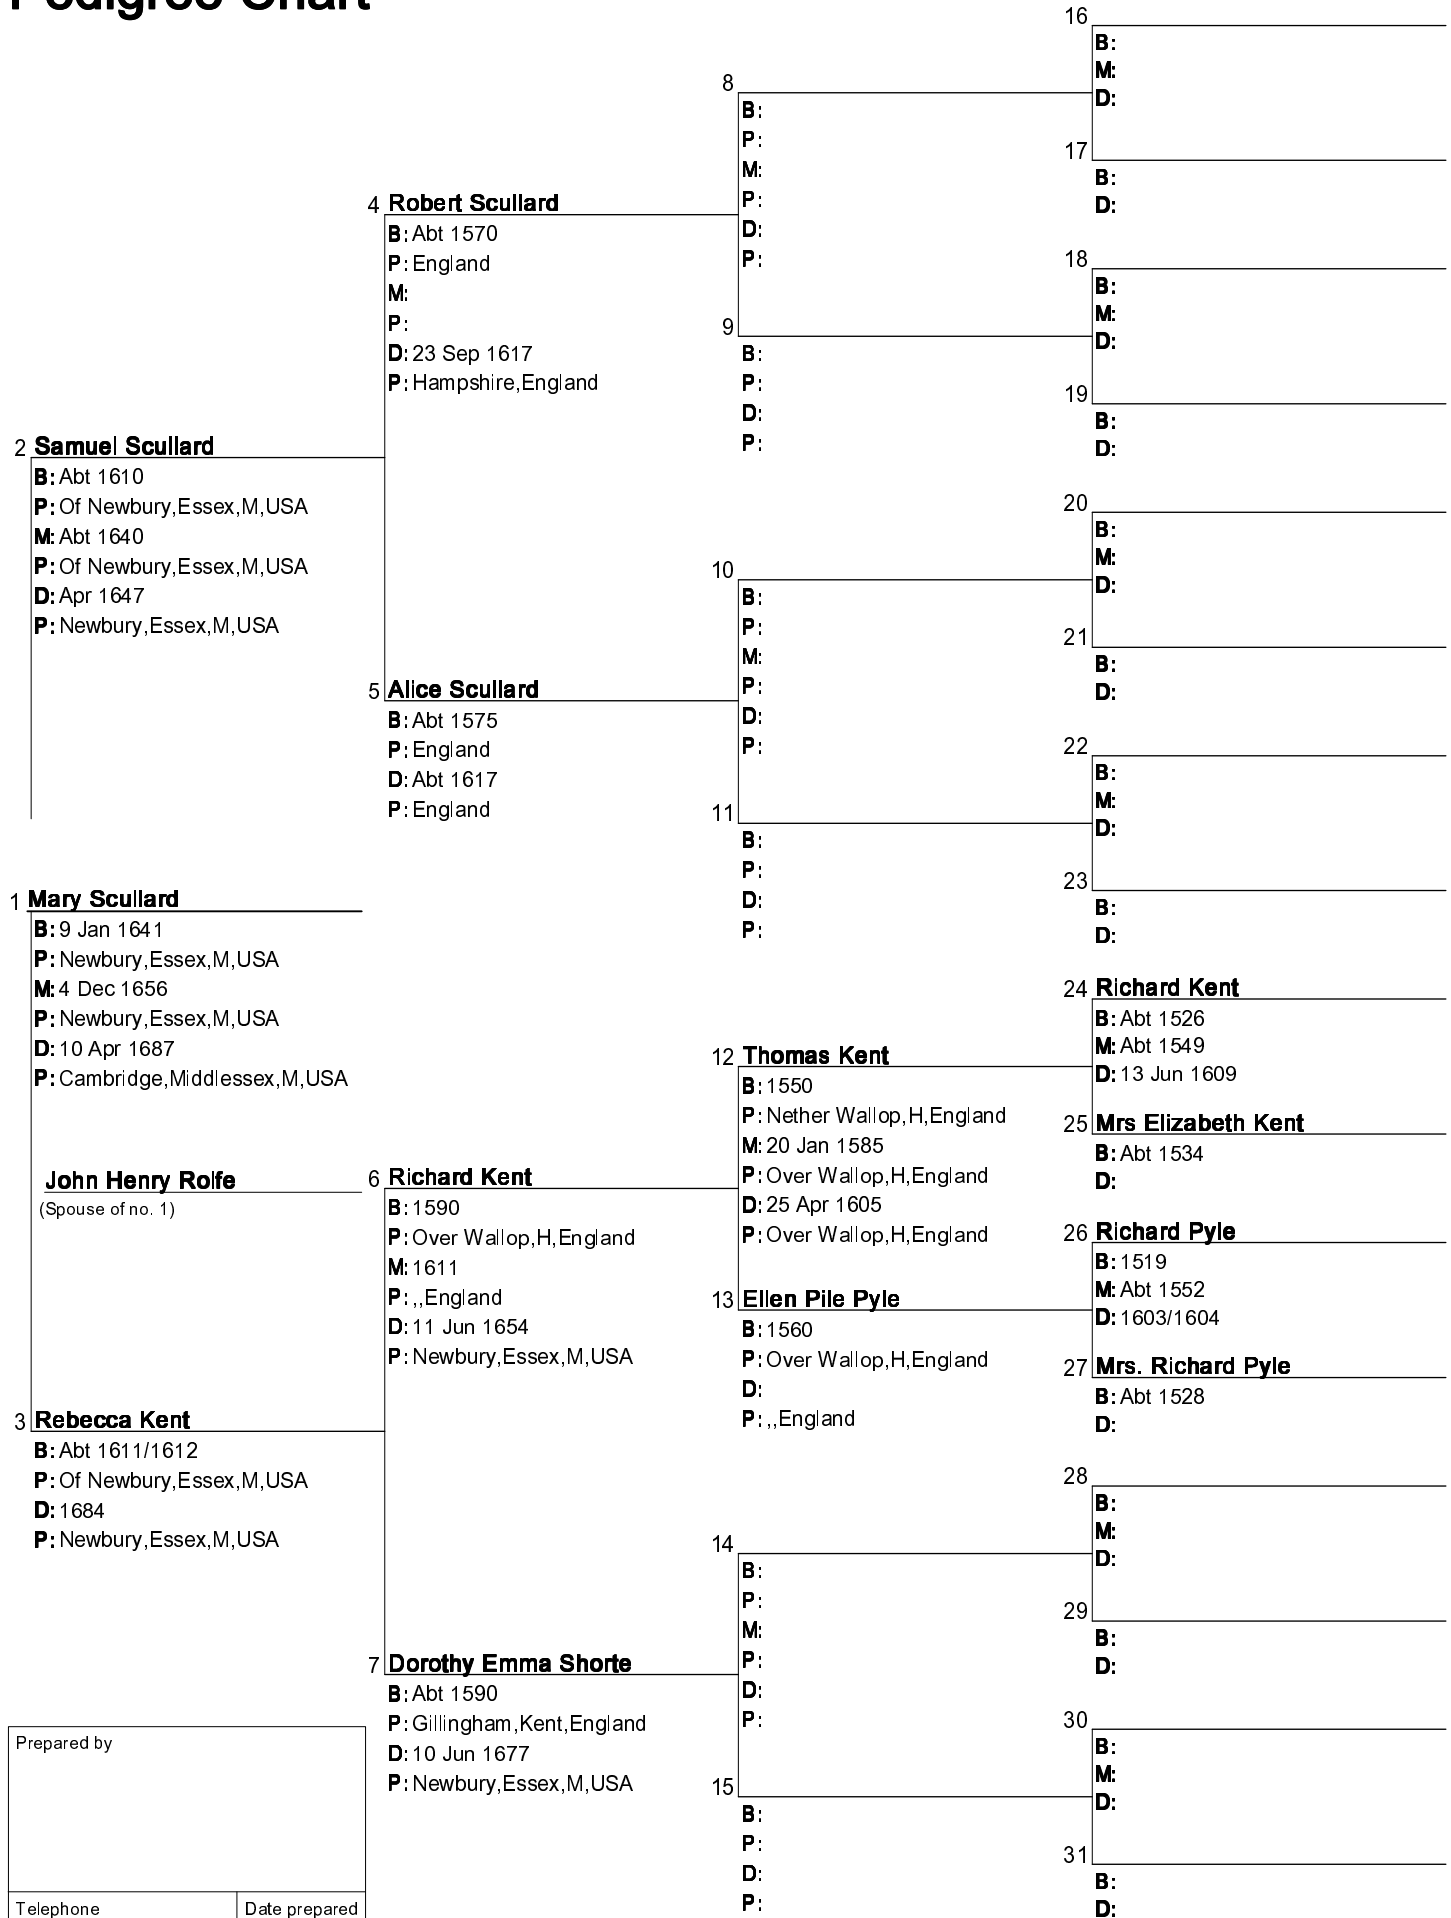 Pedigree Chart
16
B:
M:
D:
17
B:
D:
8
B:
P:
M:
P:
D:
P:
18
B:
M:
D:
19
B:
D:
9
B:
P:
D:
P:
4 Robert Scullard
B: Abt 1570
P: England
M:
P:
D: 23 Sep 1617
P: Hampshire,England
2 Samuel Scullard
B: Abt 1610
P: Of Newbury,Essex,M,USA
M: Abt 1640
P: Of Newbury,Essex,M,USA
D: Apr 1647
P: Newbury,Essex,M,USA
20
B:
M:
D:
21
B:
D:
10
B:
P:
M:
P:
D:
P:
5 Alice Scullard
B: Abt 1575
P: England
D: Abt 1617
P: England
22
B:
M:
D:
23
B:
D:
11
B:
P:
D:
P:
1 Mary Scullard
B: 9 Jan 1641
P: Newbury,Essex,M,USA
M: 4 Dec 1656
P: Newbury,Essex,M,USA
D: 10 Apr 1687
P: Cambridge,Middlessex,M,USA
John Henry Rolfe
(Spouse of no. 1)
24 Richard Kent
B: Abt 1526
M: Abt 1549
D: 13 Jun 1609
25 Mrs Elizabeth Kent
B: Abt 1534
D:
12 Thomas Kent
B: 1550
P: Nether Wallop,H,England
M: 20 Jan 1585
P: Over Wallop,H,England
D: 25 Apr 1605
P: Over Wallop,H,England
6 Richard Kent
B: 1590
P: Over Wallop,H,England
M: 1611
P: ,,England
D: 11 Jun 1654
P: Newbury,Essex,M,USA
26 Richard Pyle
B: 1519
M: Abt 1552
D: 1603/1604
27 Mrs. Richard Pyle
B: Abt 1528
D:
13 Ellen Pile Pyle
B: 1560
P: Over Wallop,H,England
D:
P: ,,England
3 Rebecca Kent
B: Abt 1611/1612
P: Of Newbury,Essex,M,USA
D: 1684
P: Newbury,Essex,M,USA
28
B:
M:
D:
29
B:
D:
14
B:
P:
M:
P:
D:
P:
7 Dorothy Emma Shorte
B: Abt 1590
P: Gillingham,Kent,England
D: 10 Jun 1677
P: Newbury,Essex,M,USA
30
B:
M:
D:
31
B:
D:
15
B:
P:
D:
P:
Prepared by
Telephone
Date prepared